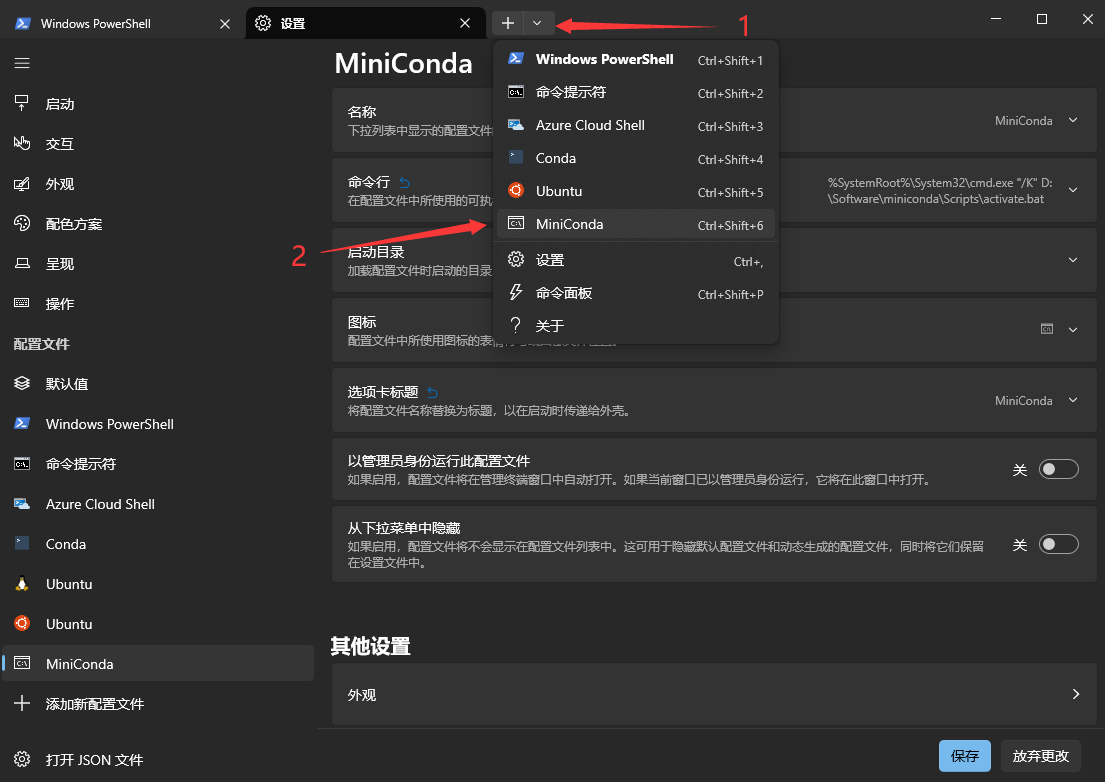 Windows PowerShell
设置
1
启动
交互
外观
配色方案
呈现
操作
配置文件
默认值
Windows PowerShell
命令提示符
Azure Cloud Shell
Conda
Ubuntu
Ubuntu
MiniConda
添加新配置文件
打开 JSON 文件
MiniConda
Windows PowerShell Ctrl+Shift+1
命令提示符 Ctrl+Shift+2
Azure Cloud Shell Ctrl+Shift+3
Conda Ctrl+Shift+4
Ubuntu Ctrl+Shift+5
MiniConda Ctrl+Shift+6
设置 Ctrl+,
命令面板 Ctrl+Shift+P
关于
2
名称
下拉列表中显示的配置文件
MiniConda
命令行
在配置文件中所使用的可执
%SystemRoot%\System32\cmd.exe "/K" D:
\Software\miniconda\Scripts\activate.bat
启动目录
加载配置文件时启动的目录
图标
配置文件中所使用图标的表情
选项卡标题
将配置文件名称替换为标题，以在启动时传递给外壳。
MiniConda
以管理员身份运行此配置文件
如果启用，配置文件将在管理终端窗口中自动打开。如果当前窗口已以管理员身份运行，它将在此窗口中打开。
关
从下拉菜单中隐藏
如果启用，配置文件将不会显示在配置文件列表中。这可用于隐藏默认配置文件和动态生成的配置文件，同时将它们保留
在设置文件中。
关
其他设置
外观
保存
放弃更改